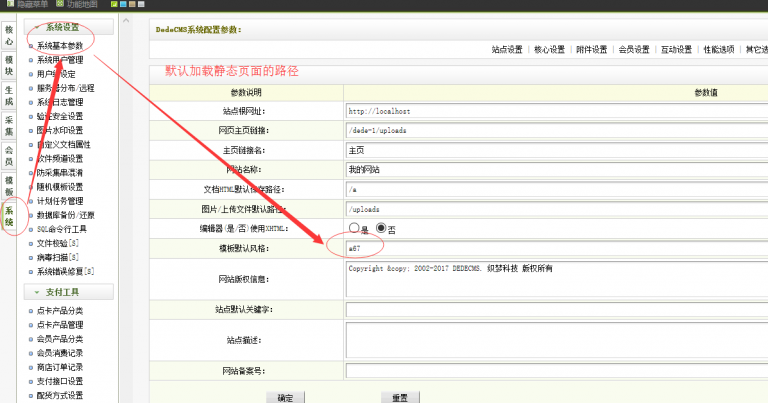 隐藏菜单 功能地图
核心
模块
生成
采集
会员
模板
系统
系统设置
系统基本参数
系统用户管理
用户组设定
服务器分布/远程
系统日志管理
验证安全设置
图片水印设置
自定义文档属性
软件频道设置
防采集串混淆
随机模板设置
计划任务管理
数据库备份/还原
SQL命令行工具
文件校验[S]
病毒扫描[S]
系统错误修复[S]
支付工具
点卡产品分类
点卡产品管理
会员产品分类
会员消费记录
商店订单记录
支付接口设置
配货方式设置
DedeCMS系统配置参数:
站点设置 | 核心设置 | 附件设置 | 会员设置 | 互动设置 | 性能选项 | 其它选
默认加载静态页面的路径
参数说明 参数值
站点根网址: http://localhost
网页主页链接: /dede-1/uploads
主页链接名: 主页
网站名称: 我的网站
文档HTML默认保存路径: /a
图片/上传文件默认路径: /uploads
编辑器(是/否)使用XHTML: 是 否
模板默认风格: a67
网站版权信息: Copyright &copy; 2002-2017 DEDECMS. 织梦科技 版权所有
站点默认关键字:
站点描述:
网站备案号:
确定 重置